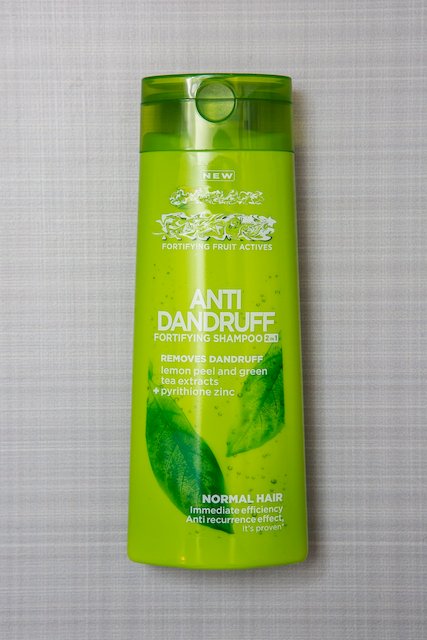 NEW
FORTIFYING FRUIT ACTIVES
ANTI
DANDRUFF
FORTIFYING SHAMPOO 2in1
REMOVES DANDRUFF
lemon peel and green
tea extracts
+ pyrithione zinc
NORMAL HAIR
Immediate efficiency
Anti recurrence effect,
it's proven*